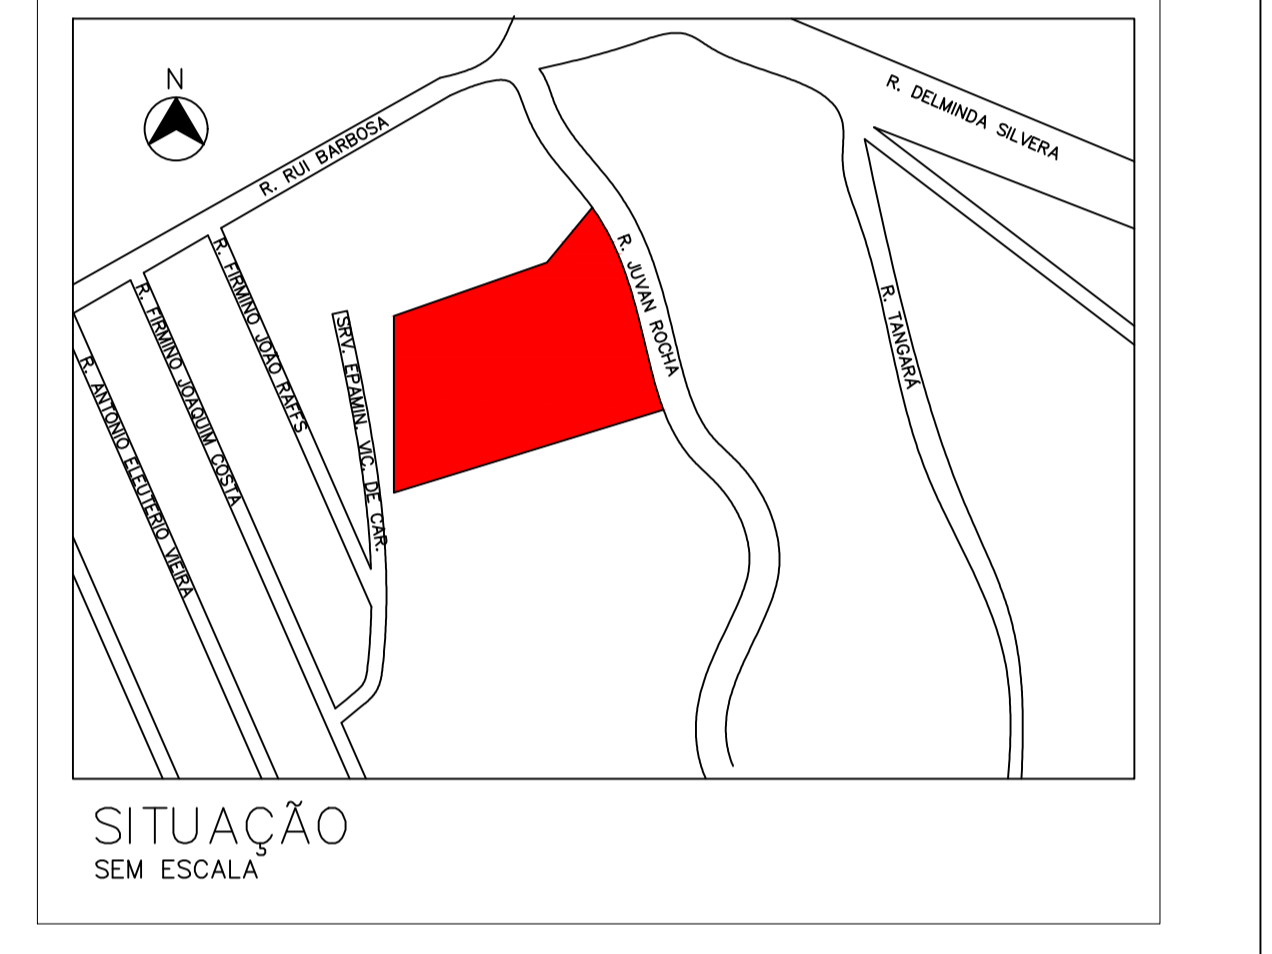 N
R. DELMINDA SILVERA
R. RUI BARBOSA
R. JUVAN ROCHA
R. FIRMINO JOAO RAFFS
R. FIRMINO JOAQUIM COSTA
R. TANGARÁ
SRV. EPAMIN. VIC. DE CAR.
R. ANTONIO ELEUTERIO VIEIRA
SITUAÇÃO
SEM ESCALA